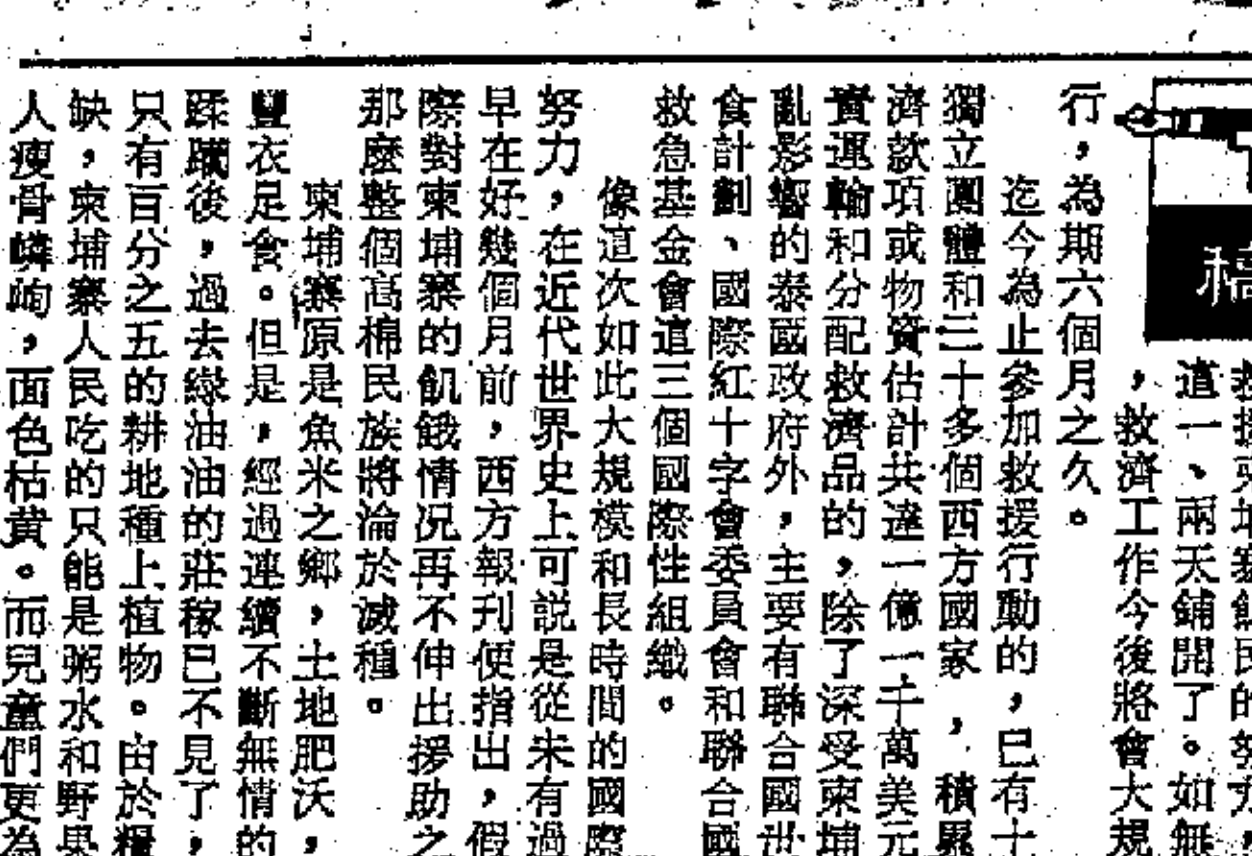 稿
的努力，
這一、兩天鋪開了。如無
，救濟工作今後將會大規
行，為期六個月之久。
迄今為止參加救援行動的，已有十
獨立團體和三十多個西方國家，積累
濟款項或物資估計共達一億一千萬美元
責運輸和分配救濟品的，除了深受柬埔
亂影響的泰國政府外，主要有聯合國世
食計劃、國際紅十字會委員會和聯合國
救急基金會這三個國際性組織。
像這次如此大規模和長時間的國際
努力，在近代世界史上可說是從未有過
早在好幾個月前，西方報刊便指出，假
際對柬埔寨的飢餓情况再不伸出援助之
那麼整個高棉民族將淪於滅種。
柬埔寨原是魚米之鄉，土地肥沃，
豐衣足食。但是，經過連續不斷無情的
蹂躪後，過去綠油油的莊稼已不見了，
只有百分之五的耕地種上植物。由於糧
缺，柬埔寨人民吃的只能是粥水和野果
人瘦骨嶙峋，面色枯黃。而兒童們更為